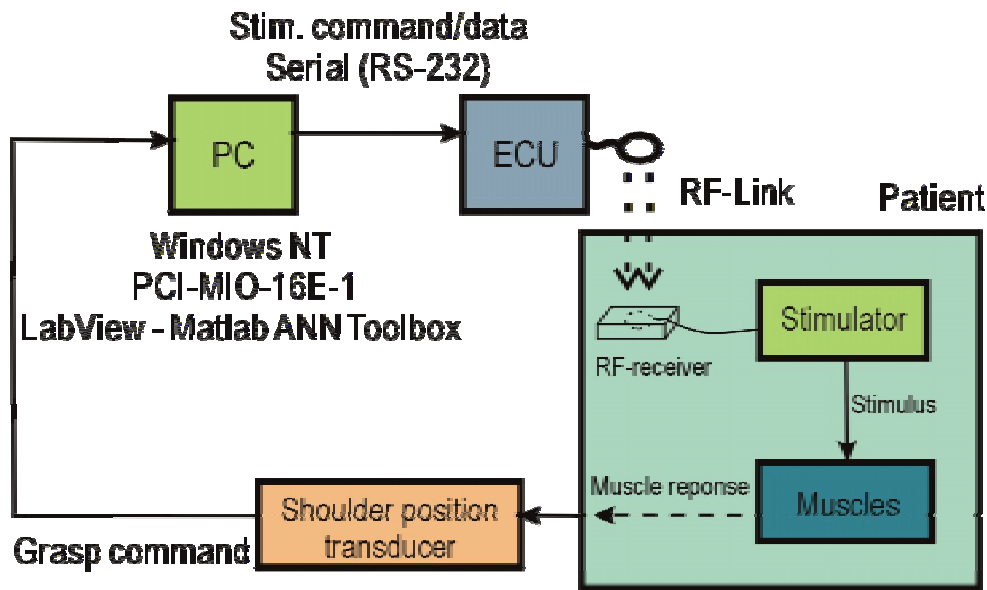 Stim. command/data
Serial (RS-232)
PC
ECU
RF-Link
Patient
Windows NT
PCI-MIO-16E-1
LabView - Matlab ANN Toolbox
Stimulator
RF-receiver
Stimulus
Muscle reponse
Muscles
Shoulder position
transducer
Grasp command